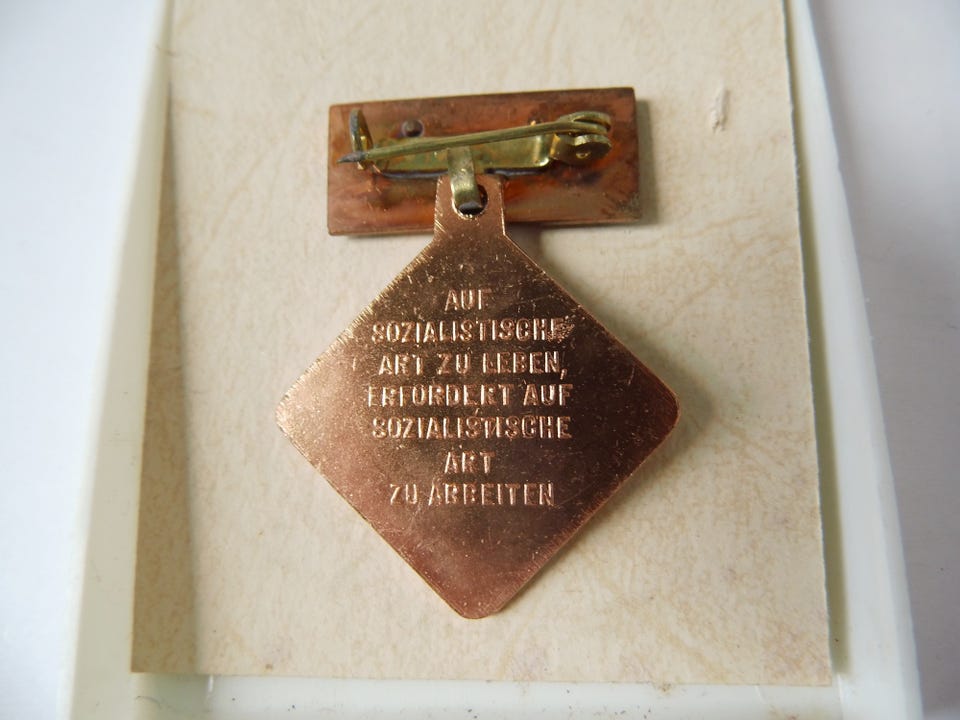 AUF
SOZIALISTISCHE
ART ZU LEBEN,
ERFORDERT AUF
SOZIALISTISCHE
ART
ZU ARBEITEN